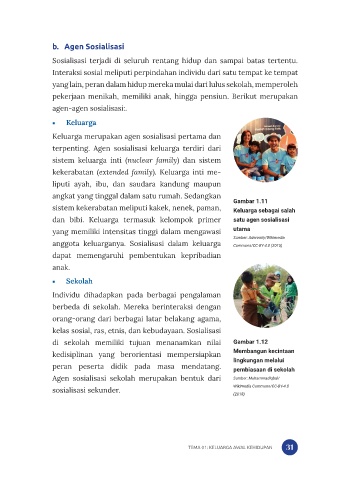 b. Agen Sosialisasi
Sosialisasi terjadi di seluruh rentang hidup dan sampai batas tertentu.
Interaksi sosial meliputi perpindahan individu dari satu tempat ke tempat
yang lain, peran dalam hidup mereka mulai dari lulus sekolah, memperoleh
pekerjaan menikah, memiliki anak, hingga pensiun. Berikut merupakan
agen-agen sosialisasi:.
• Keluarga
Keluarga merupakan agen sosialisasi pertama dan
terpenting. Agen sosialisasi keluarga terdiri dari
sistem keluarga inti (nuclear family) dan sistem
kekerabatan (extended family). Keluarga inti me-
liputi ayah, ibu, dan saudara kandung maupun
angkat yang tinggal dalam satu rumah. Sedangkan
sistem kekerabatan meliputi kakek, nenek, paman,
dan bibi. Keluarga termasuk kelompok primer
yang memiliki intensitas tinggi dalam mengawasi
anggota keluarganya. Sosialisasi dalam keluarga
dapat memengaruhi pembentukan kepribadian
anak.
Gambar 1.11
Keluarga sebagai salah
satu agen sosialisasi
utama
Commons/CC-BY-4.0 (2015)
• Sekolah
Individu dihadapkan pada berbagai pengalaman
berbeda di sekolah. Mereka berinteraksi dengan
orang-orang dari berbagai latar belakang agama,
kelas sosial, ras, etnis, dan kebudayaan. Sosialisasi
di sekolah memiliki tujuan menanamkan nilai
kedisiplinan yang berorientasi mempersiapkan
peran peserta didik pada masa mendatang.
Agen sosialisasi sekolah merupakan bentuk dari
sosialisasi sekunder.
Gambar 1.12
Membangun kecintaan
lingkungan melalui
pembiasaan di sekolah
Sumber: Muhammadiqbal/
Wikimedia Commons/CC-BY-4.0
(2018)
TEMA 01: KELUARGA AWAL KEHIDUPAN 31